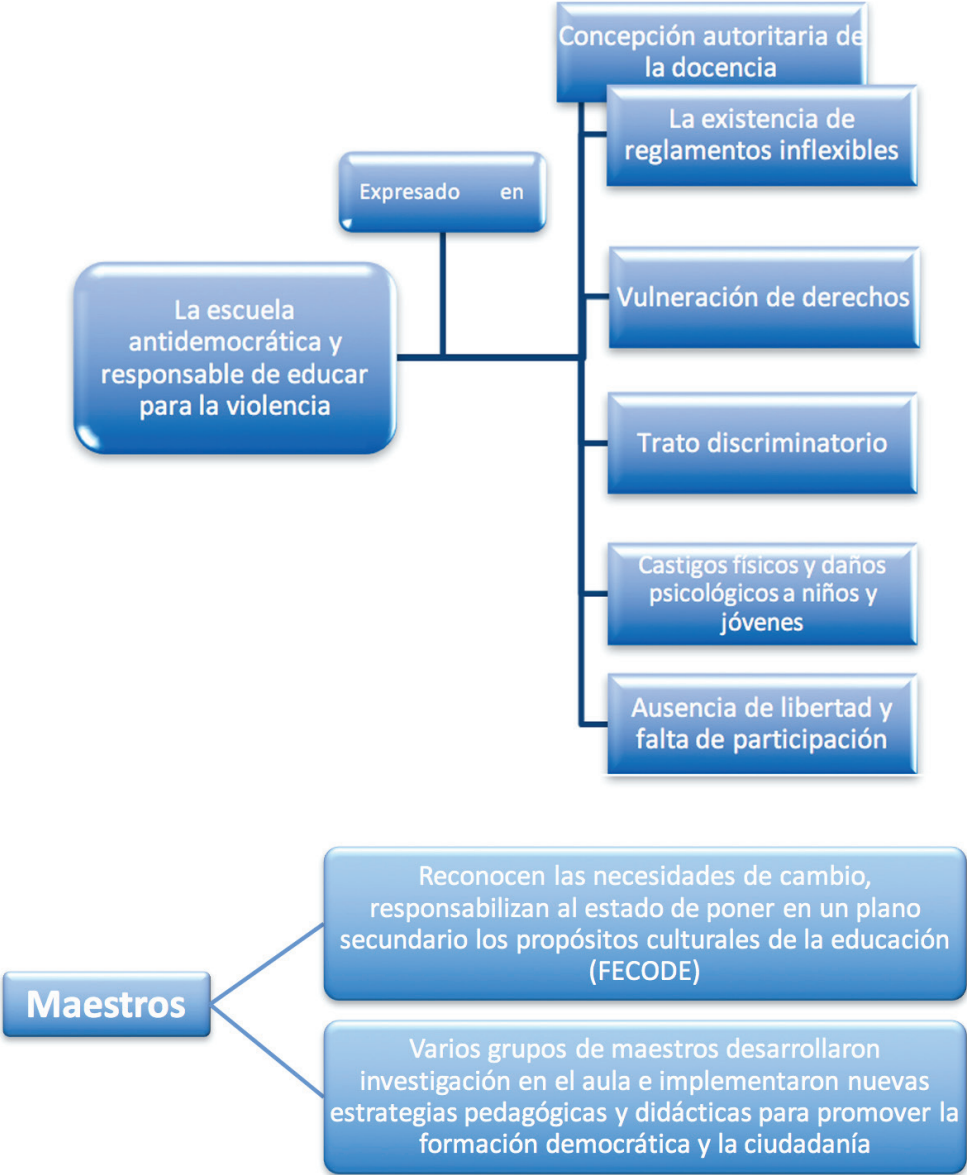 Concepción autoritaria de
la docencia
La existencia de
reglamentos inflexibles
Expresado en
Vulneración de derechos
La escuela
antidemocrática y
responsable de educar
para la violencia
Trato discriminatorio
Castigos físicos y daños
psicológicos a niños y
jóvenes
Ausencia de libertad y
falta de participación
Maestros
Reconocen las necesidades de cambio,
responsabilizan al estado de poner en un plano
secundario los propósitos culturales de la educación
(FECODE)
Varios grupos de maestros desarrollaron
investigación en el aula e implementaron nuevas
estrategias pedagógicas y didácticas para promover la
formación democrática y la ciudadanía